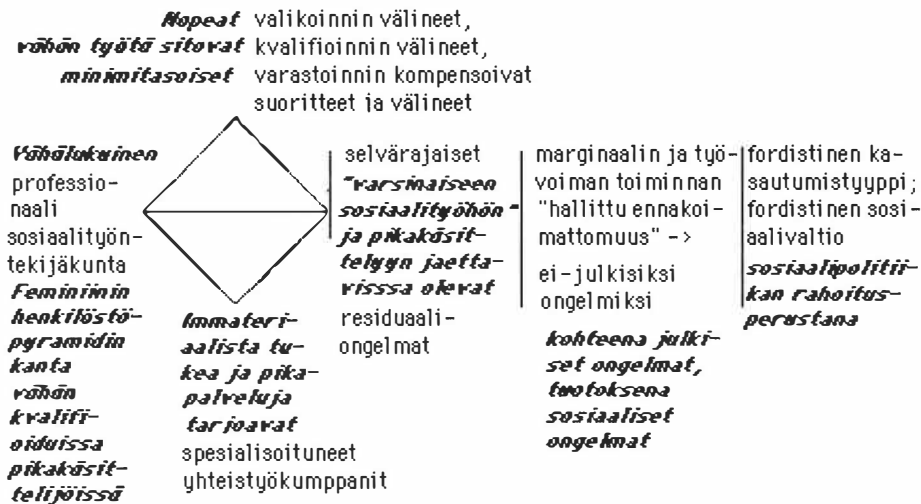 Nopeat valikoinnin välineet,
vähän työtä sitovat kvalifioinnin välineet,
minimitasoiset varastoinnin kompensoivat
suoritteet ja välineet
Vähälukuinen
professio-
naali
sosiaalityön-
tekijäkunta
Feminiinin
henkilöstö-
pyramidin
kanta
vähän
kvalifi-
oiduissa
pikakäsit-
telijöissä
Immateri-
aalista tu-
kea ja pika-
palveluja
tarjoavat
spesialisoituneet
yhteistyökumppanit
selvärajaiset
"varsinaiseen
sosiaalityöhön"
ja pikakäsit-
telyyn jaetta-
visssa olevat
residuaali-
ongelmat
marginaalin ja työ-
voiman toiminnan
"hallittu ennakoi-
mattomuus" ->
ei-julkisiksi
ongelmiksi
kohteena julki-
set ongelmat,
tuotoksena
sosiaaliset
ongelmat
fordistinen ka-
sautumistyyppi;
fordistinen sosi-
aalivaltio
sosiaalipolitii-
kan rahoitus-
perustana